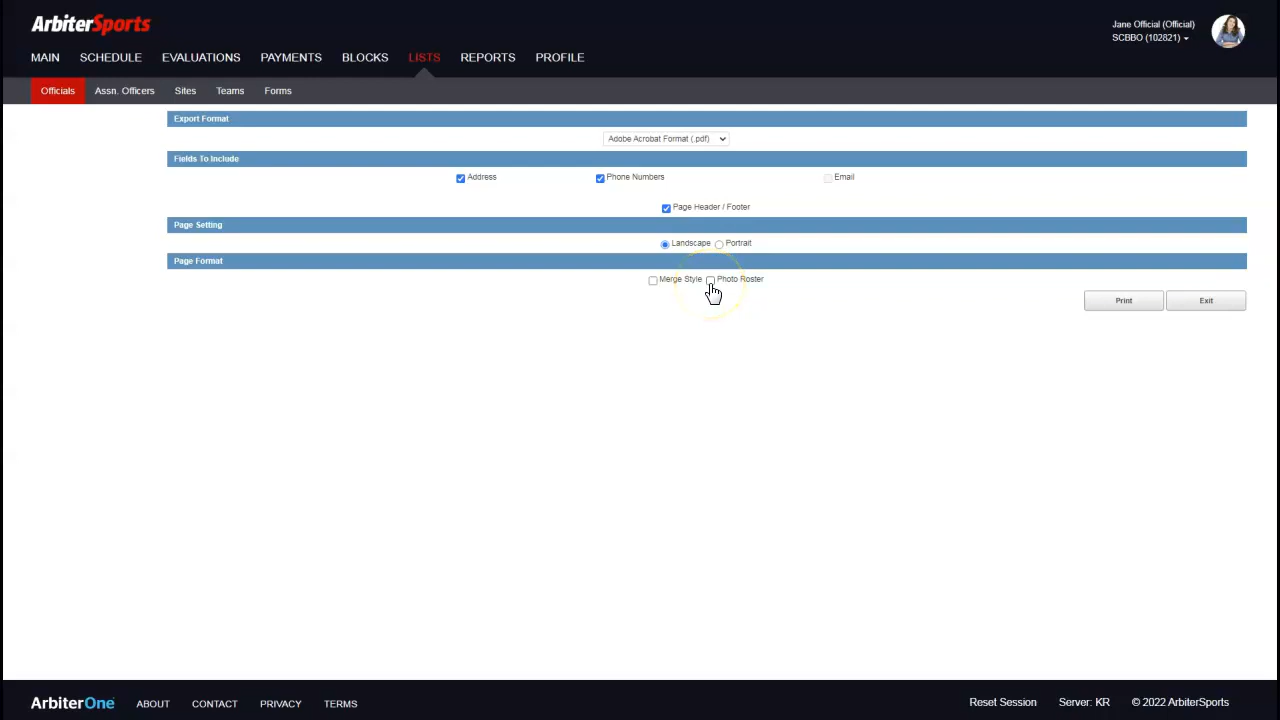 ArbiterSports
Jane Official (Official)
SCBBO (102821)
MAIN SCHEDULE EVALUATIONS PAYMENTS BLOCKS LISTS REPORTS PROFILE
Officials Assn. Officers Sites Teams Forms
Export Format
Adobe Acrobat Format (.pdf)
Fields To Include
Address Phone Numbers Email
Page Header / Footer
Page Setting
Landscape Portrait
Page Format
Merge Style Photo Roster
Print Exit
ArbiterOne ABOUT CONTACT PRIVACY TERMS Reset Session Server: KR © 2022 ArbiterSports